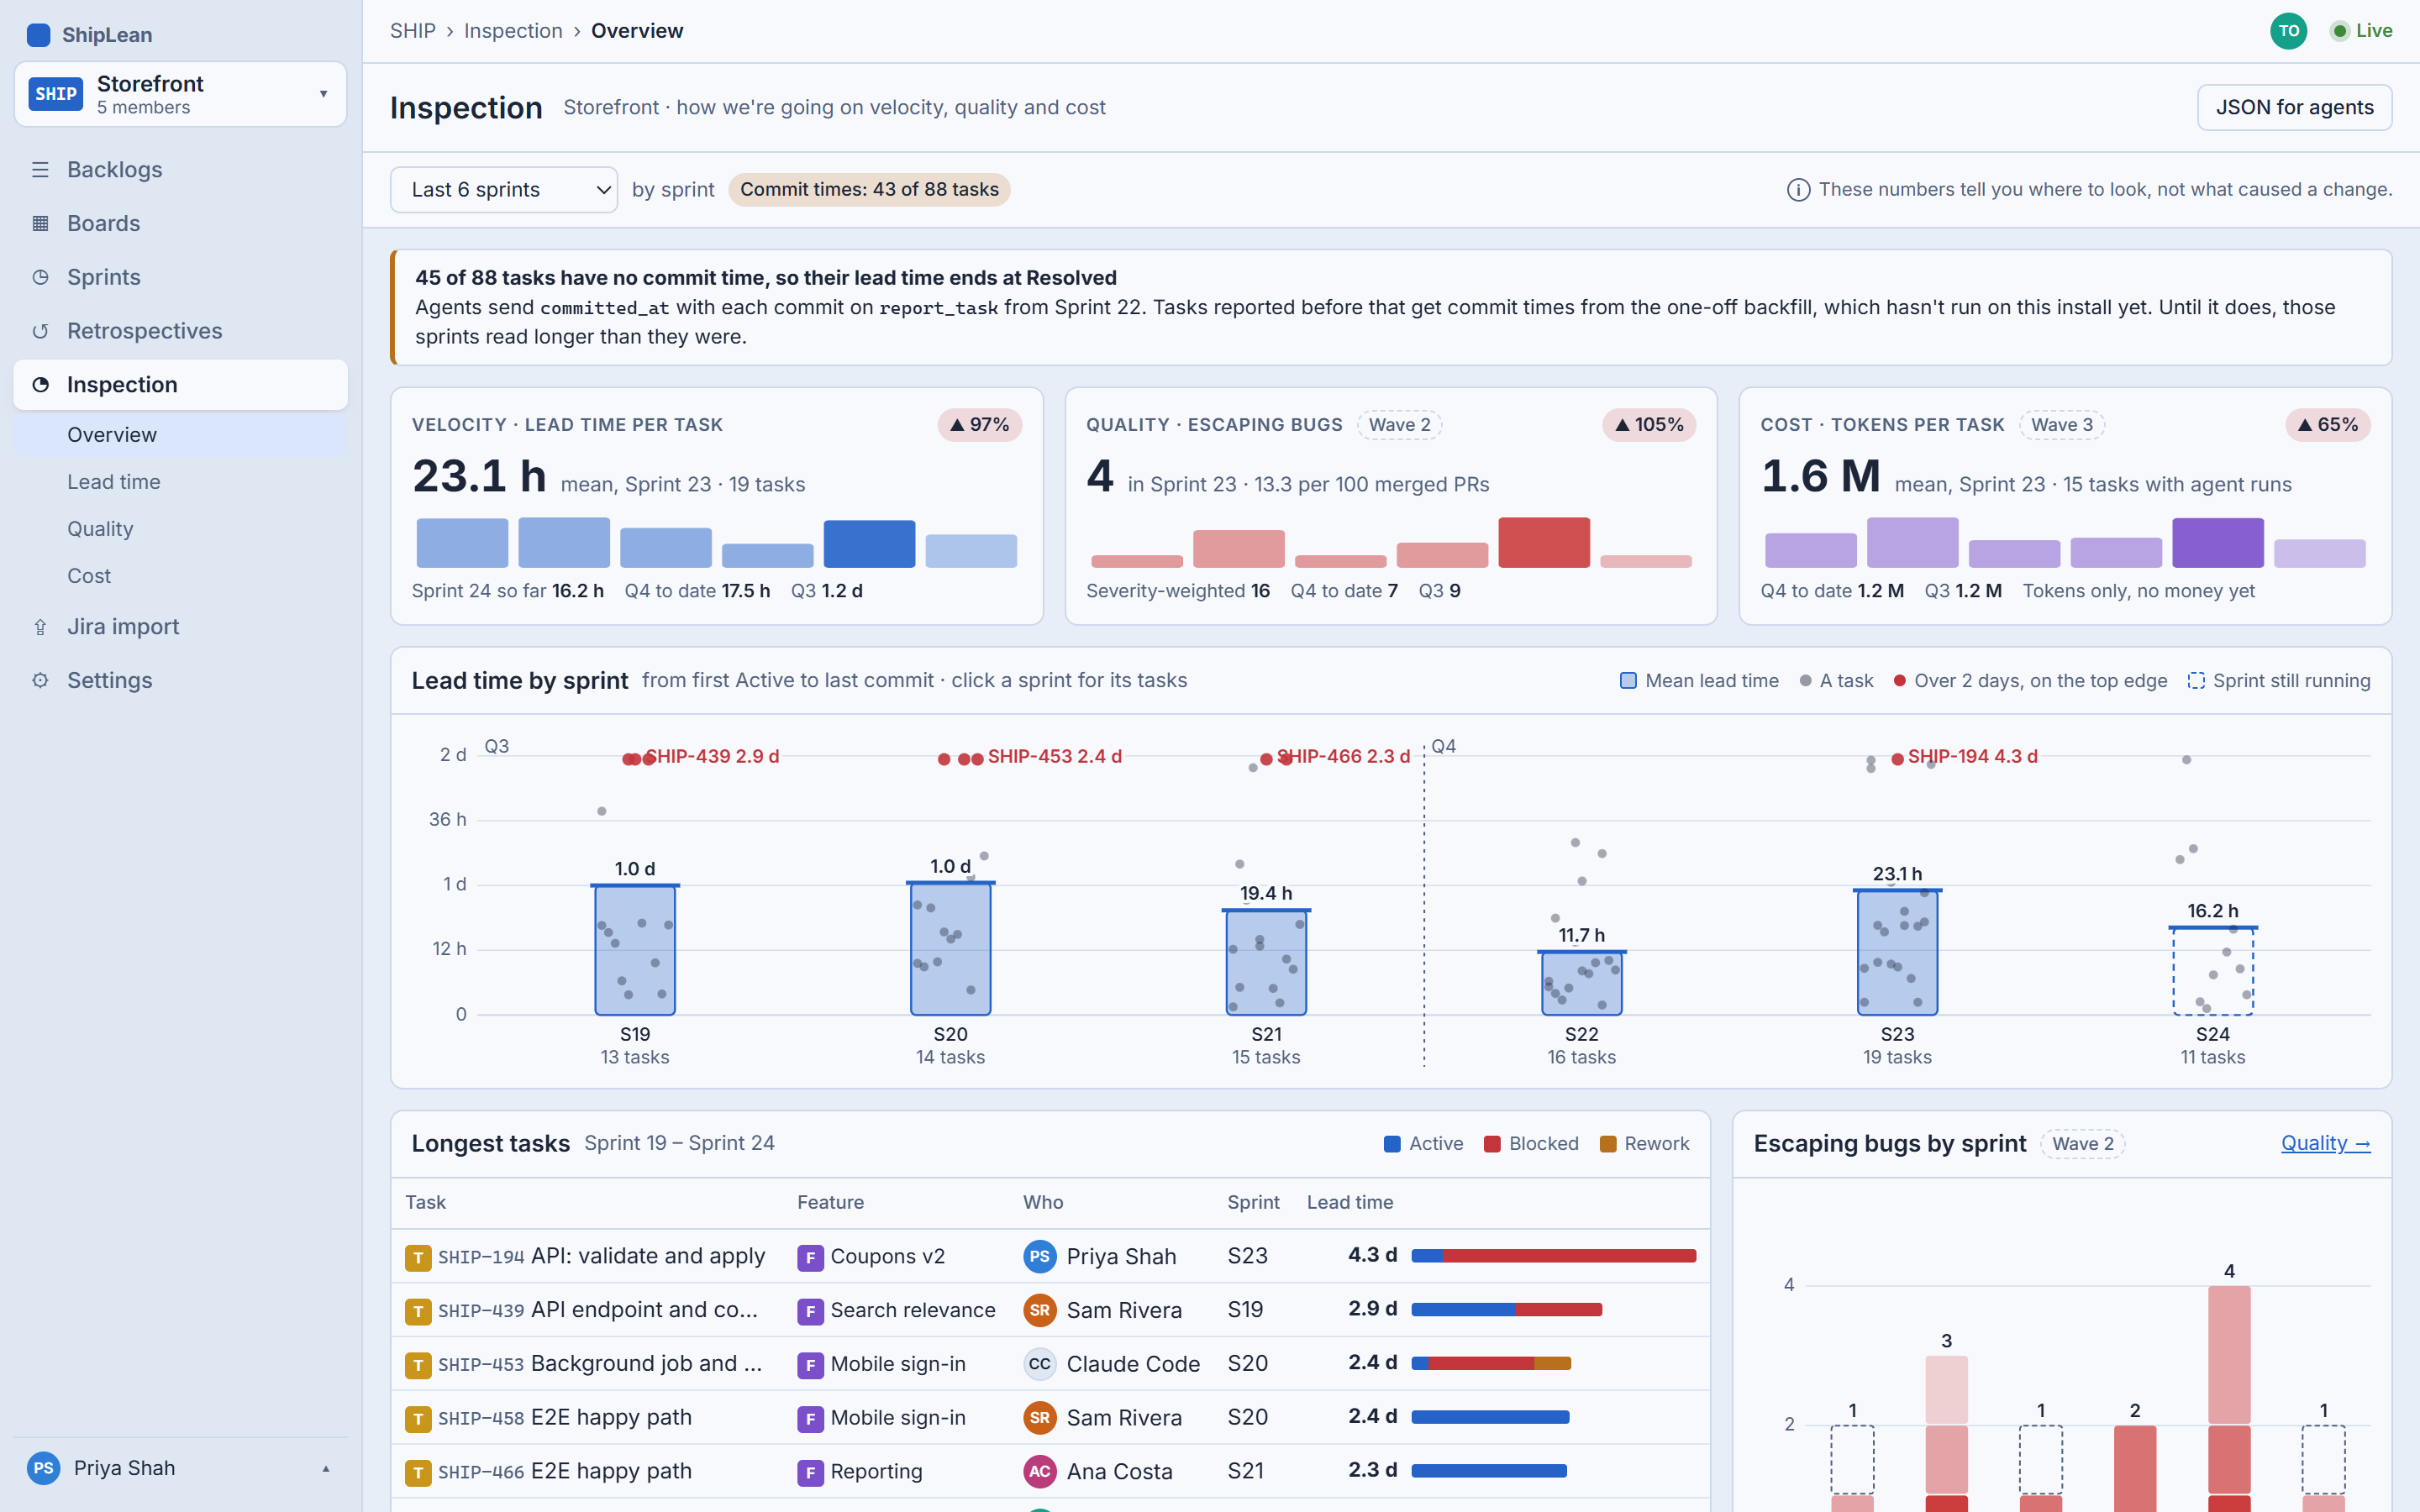 ShipLean
SHIP Storefront
5 members
Backlogs
Boards
Sprints
Retrospectives
Inspection
Overview
Lead time
Quality
Cost
Jira import
Settings
PS Priya Shah
SHIP › Inspection › Overview
TO Live
Inspection Storefront · how we're going on velocity, quality and cost
JSON for agents
Last 6 sprints by sprint Commit times: 43 of 88 tasks
These numbers tell you where to look, not what caused a change.
45 of 88 tasks have no commit time, so their lead time ends at Resolved
Agents send committed_at with each commit on report_task from Sprint 22. Tasks reported before that get commit times from the one-off backfill, which hasn't run on this install yet. Until it does, those
sprints read longer than they were.
VELOCITY · LEAD TIME PER TASK ▲ 97%
23.1 h mean, Sprint 23 · 19 tasks
Sprint 24 so far 16.2 h Q4 to date 17.5 h Q3 1.2 d
QUALITY · ESCAPING BUGS Wave 2 ▲ 105%
4 in Sprint 23 · 13.3 per 100 merged PRs
Severity-weighted 16 Q4 to date 7 Q3 9
COST · TOKENS PER TASK Wave 3 ▲ 65%
1.6 M mean, Sprint 23 · 15 tasks with agent runs
Q4 to date 1.2 M Q3 1.2 M Tokens only, no money yet
Lead time by sprint from first Active to last commit · click a sprint for its tasks
Mean lead time A task Over 2 days, on the top edge Sprint still running
2 d Q3 SHIP-439 2.9 d SHIP-453 2.4 d SHIP-466 2.3 d Q4 SHIP-194 4.3 d
36 h
1 d 1.0 d 1.0 d 19.4 h 11.7 h 23.1 h 16.2 h
12 h
0
S19 S20 S21 S22 S23 S24
13 tasks 14 tasks 15 tasks 16 tasks 19 tasks 11 tasks
Longest tasks Sprint 19 – Sprint 24
Active Blocked Rework
Task Feature Who Sprint Lead time
T SHIP-194 API: validate and apply F Coupons v2 PS Priya Shah S23 4.3 d
T SHIP-439 API endpoint and co... F Search relevance SR Sam Rivera S19 2.9 d
T SHIP-453 Background job and ... F Mobile sign-in CC Claude Code S20 2.4 d
T SHIP-458 E2E happy path F Mobile sign-in SR Sam Rivera S20 2.4 d
T SHIP-466 E2E happy path F Reporting AC Ana Costa S21 2.3 d
Escaping bugs by sprint Wave 2 Quality →
4
2
1 3 1 2 4 1